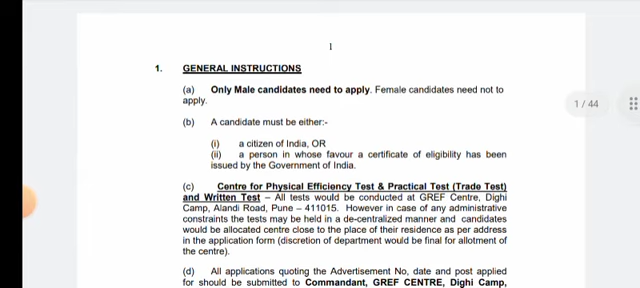 1
1. GENERAL INSTRUCTIONS
(a) Only Male candidates need to apply. Female candidates need not to
apply.
1 / 44
(b) A candidate must be either:-
(i) a citizen of India, OR
(ii) a person in whose favour a certificate of eligibility has been
issued by the Government of India.
(c) Centre for Physical Efficiency Test & Practical Test (Trade Test)
and Written Test – All tests would be conducted at GREF Centre, Dighi
Camp, Alandi Road, Pune – 411015. However in case of any administrative
constraints the tests may be held in a de-centralized manner and candidates
would be allocated centre close to the place of their residence as per address
in the application form (discretion of department would be final for allotment of
the centre).
(d) All applications quoting the Advertisement No, date and post applied
for should be submitted to Commandant, GREF CENTRE, Dighi Camp,